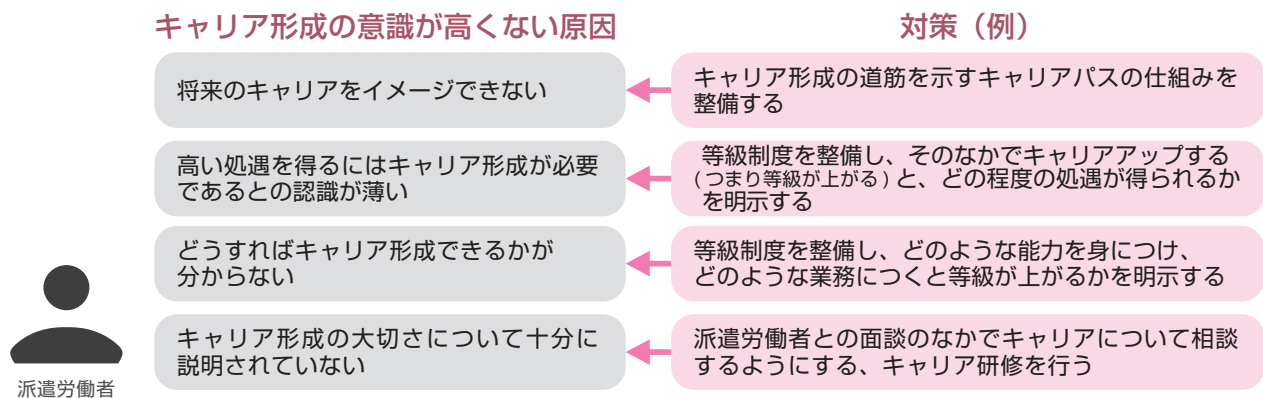 キャリア形成の意識が高くない原因
対策（例）
将来のキャリアをイメージできない
キャリア形成の道筋を示すキャリアパスの仕組みを
整備する
高い処遇を得るにはキャリア形成が必要
であるとの認識が薄い
等級制度を整備し、そのなかでキャリアアップする
(つまり等級が上がる)と、どの程度の処遇が得られるか
を明示する
どうすればキャリア形成できるかが
分からない
等級制度を整備し、どのような能力を身につけ、
どのような業務につくと等級が上がるかを明示する
キャリア形成の大切さについて十分に
説明されていない
派遣労働者との面談のなかでキャリアについて相談
するようにする、キャリア研修を行う
派遣労働者